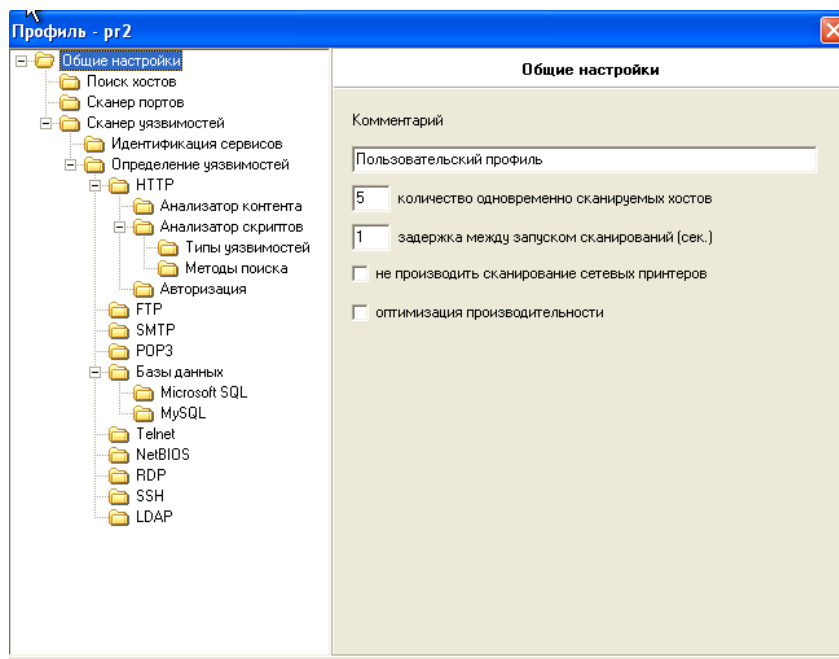 Профиль - pr2
Общие настройки
Поиск хостов
Сканер портов
Сканер уязвимостей
Идентификация сервисов
Определение уязвимостей
HTTP
Анализатор контента
Анализатор скриптов
Типы уязвимостей
Методы поиска
Авторизация
FTP
SMTP
POP3
Базы данных
Microsoft SQL
MySQL
Telnet
NetBIOS
RDP
SSH
LDAP
Общие настройки
Комментарий
Пользовательский профиль
5 количество одновременно сканируемых хостов
1 задержка между запуском сканирований (сек.)
не производить сканирование сетевых принтеров
оптимизация производительности